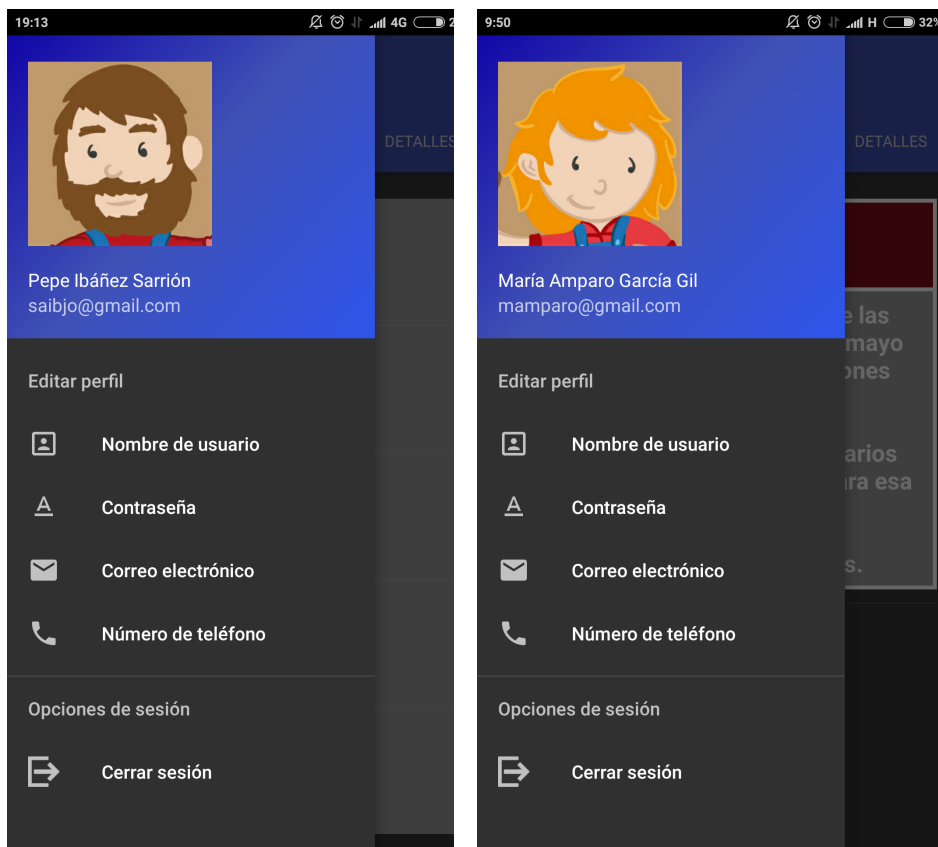 19:13
4G
DETALLES
Pepe Ibáñez Sarrión
saibjo@gmail.com
Editar perfil
Nombre de usuario
Contraseña
Correo electrónico
Número de teléfono
Opciones de sesión
Cerrar sesión
9:50
H
32%
DETALLES
María Amparo García Gil
mamparo@gmail.com
e las
mayo
ones
arios
ra esa
s.
Editar perfil
Nombre de usuario
Contraseña
Correo electrónico
Número de teléfono
Opciones de sesión
Cerrar sesión